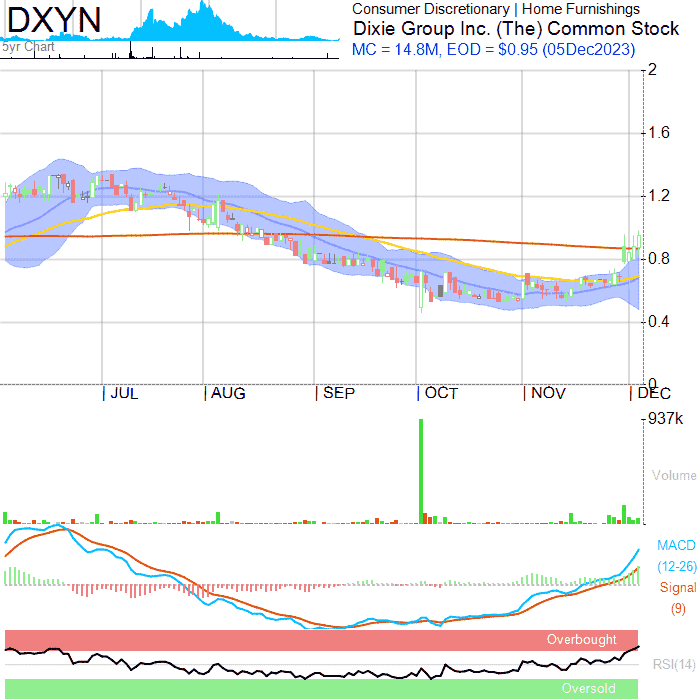 DXYN
5yr Chart
Consumer Discretionary | Home Furnishings
Dixie Group Inc. (The) Common Stock
MC = 14.8M, EOD = $0.95 (05Dec2023)
2
1.6
1.2
0.8
0.4
0
JUL AUG SEP OCT NOV DEC
937k
Volume
MACD
(12-26)
Signal
(9)
Overbought
RSI(14)
Oversold